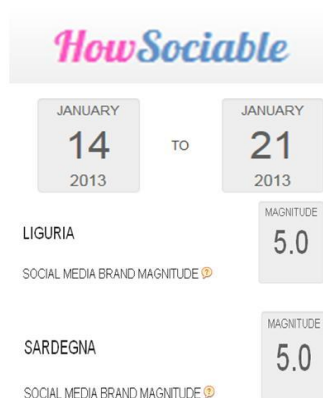 HowSociable
JANUARY JANUARY
14 TO 21
2013 2013
MAGNITUDE
LIGURIA 5.0
SOCIAL MEDIA BRAND MAGNITUDE ?
MAGNITUDE
SARDEGNA 5.0
SOCIAL MEDIA BRAND MAGNITUDE ?